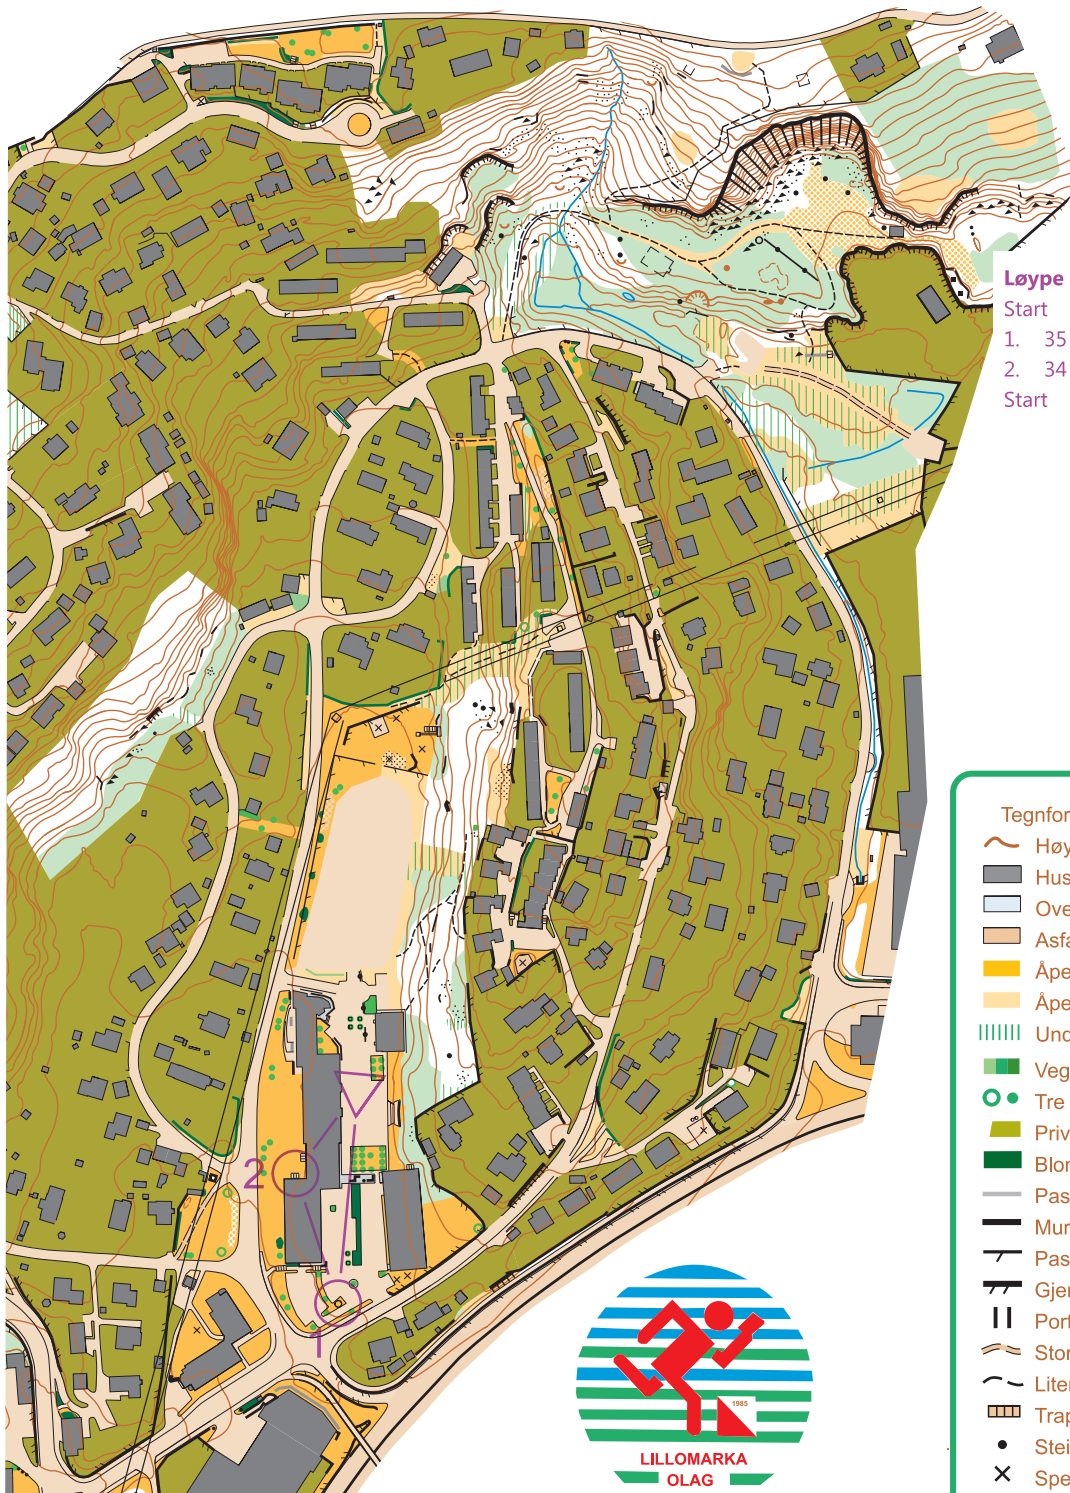 Løype
Start
1. 35
2. 34
Start
2
1
Tegnfor
Høy
Hus
Ove
Asfa
Åpe
Åpe
Und
Veg
Tre
Priv
Blor
Pas
Mur
Pas
Gjer
Port
Stor
Liter
Trap
Stei
Spe
1985
LILLOMARKA
OLAG